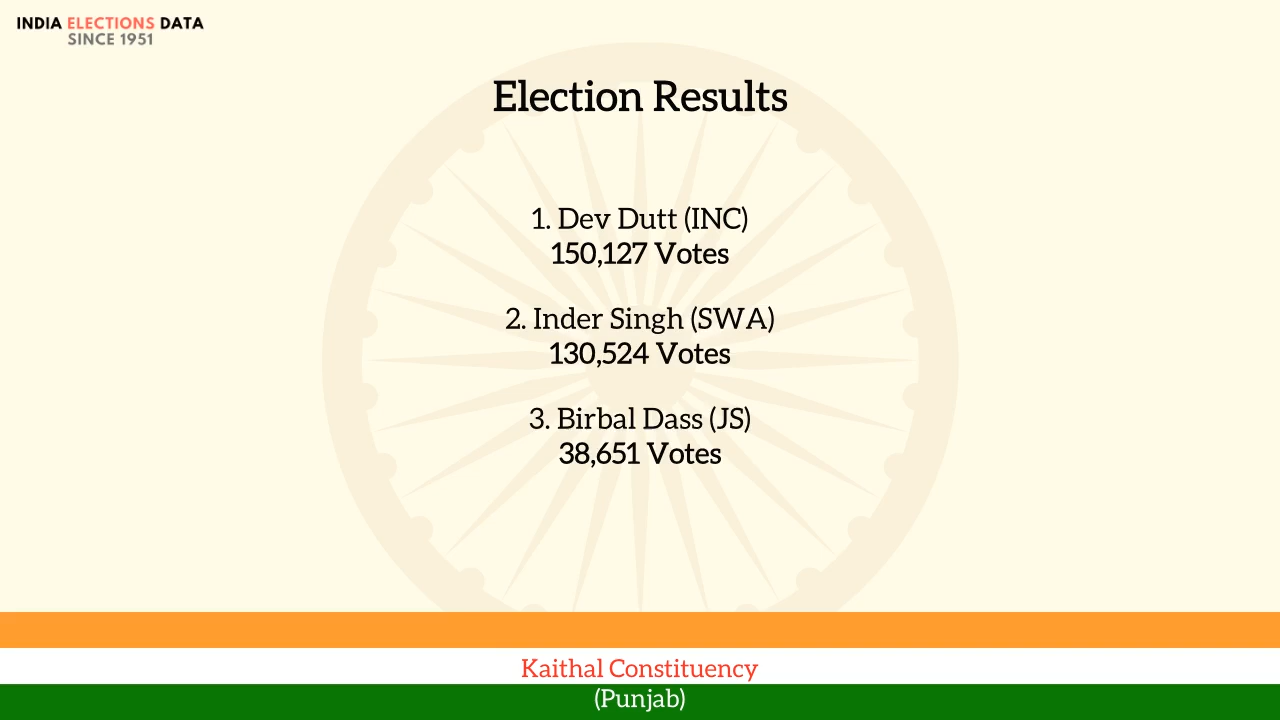 INDIA ELECTIONS DATA
SINCE 1951
Election Results
1. Dev Dutt (INC)
150,127 Votes
2. Inder Singh (SWA)
130,524 Votes
3. Birbal Dass (JS)
38,651 Votes
Kaithal Constituency
(Punjab)